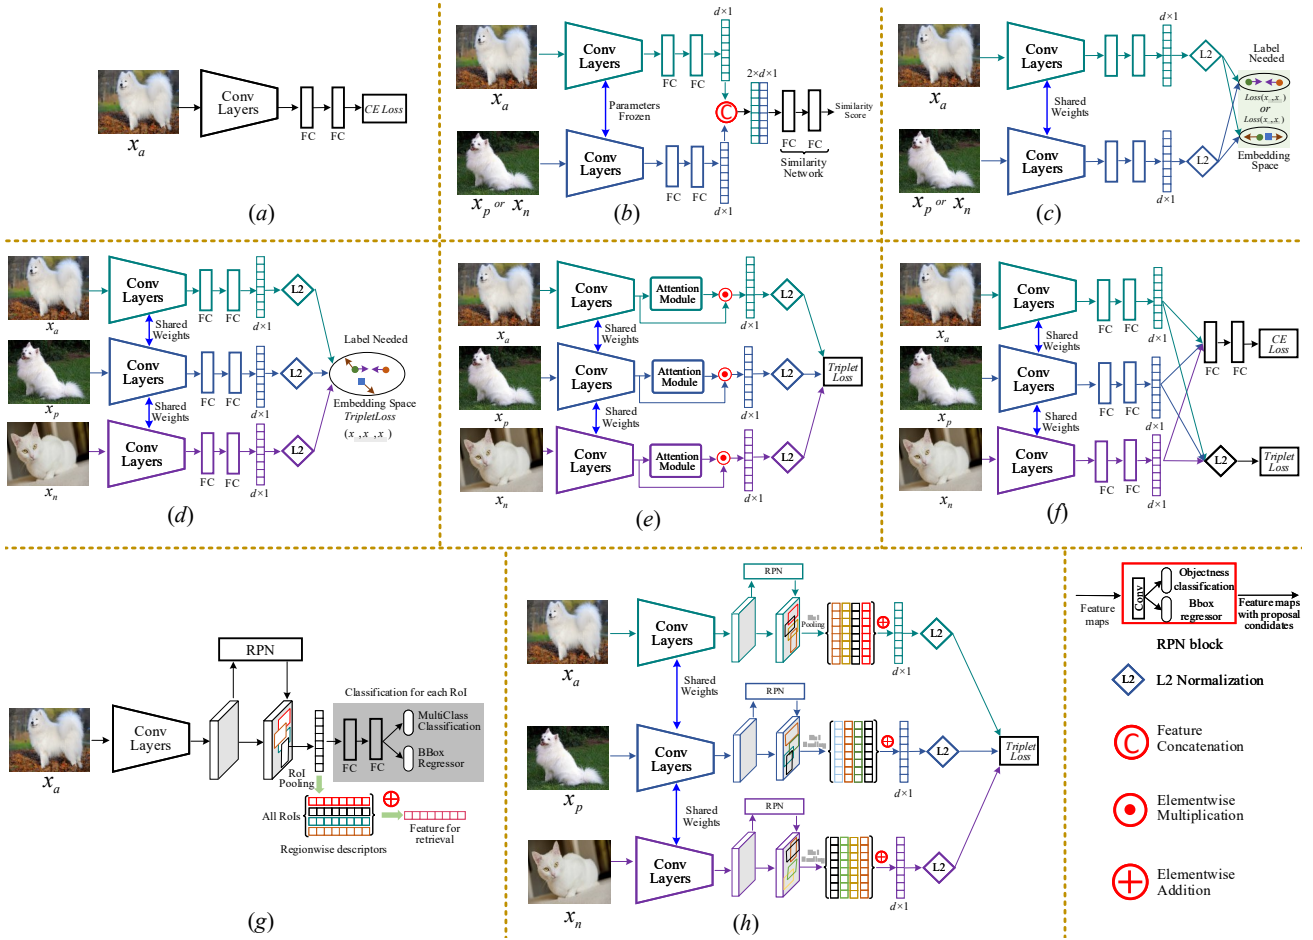 x_a
Conv
Layers
FC
FC
CE Loss
(a)
d×1
Conv
Layers
FC
FC
2×d×1
x_a
Parameters
Frozen
C
Similarity
Score
Conv
Layers
FC
FC
FC
FC
Similarity
Network
x_p or x_n
d×1
(b)
d×1
Conv
Layers
L2
Label
Needed
x_a
Shared
Weights
or
Embedding
Space
Conv
Layers
L2
x_p or x_n
d×1
(c)
Conv
Layers
FC
FC
L2
d×1
x_a
Shared
Weights
Label Needed
Conv
Layers
L2
FC
FC
d×1
x_p
Shared
Weights
Embedding Space
TripletLoss
(x , x , x )
Conv
Layers
L2
FC
FC
d×1
x_n
(d)
Conv
Layers
Attention
Module
L2
d×1
x_a
Shared
Weights
Conv
Layers
Attention
Module
L2
Triplet
Loss
d×1
x_p
Shared
Weights
Conv
Layers
Attention
Module
L2
x_n
d×1
(e)
Conv
Layers
FC
FC
d×1
x_a
Shared
Weights
FC
FC
CE
Loss
Conv
Layers
FC
FC
d×1
x_p
Shared
Weights
Conv
Layers
L2
Triplet
Loss
FC
FC
d×1
x_n
(f)
RPN
Classification for each RoI
Conv
Layers
MultiClass
Classification
BBox
Regressor
FC
FC
x_a
RoI
Pooling
All RoIs
Feature for
retrieval
Regionwise descriptors
(g)
RPN
Conv
Layers
RoI
Pooling
L2
x_a
d×1
Shared
Weights
RPN
Conv
Layers
L2
Triplet
Loss
x_p
d×1
Shared
Weights
RPN
Conv
Layers
L2
x_n
d×1
(h)
Feature
maps
Conv
Objectness
classification
Bbox
regressor
Feature maps
with proposal
candidates
RPN block
L2
L2 Normalization
C
Feature
Concatenation
Elementwise
Multiplication
Elementwise
Addition